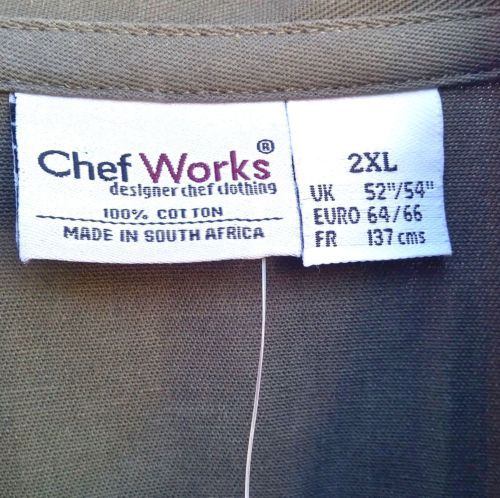 Chef Works®
designer chef clothing
100% COTTON
MADE IN SOUTH AFRICA
2XL
UK 52"/54"
EURO 64/66
FR 137 cms